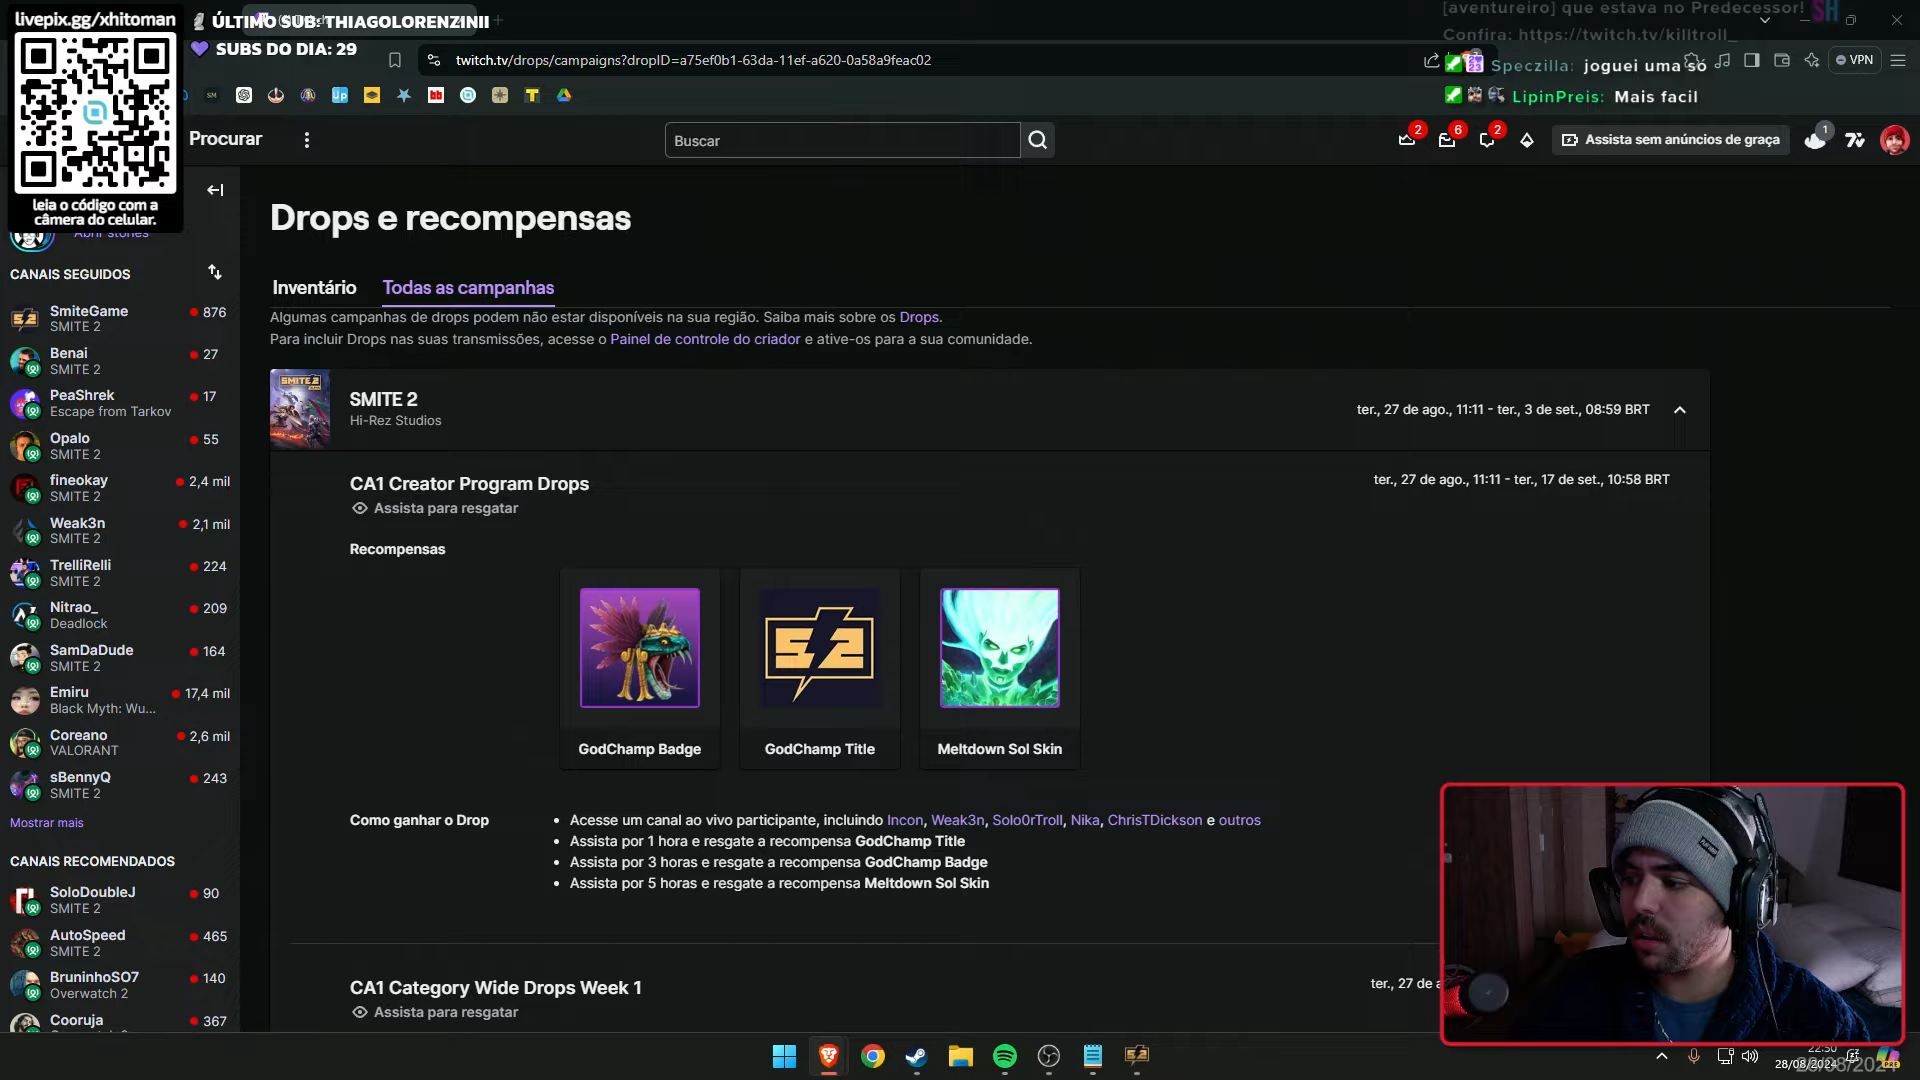 livepix.gg/xhitoman
leia o código com a
câmera do celular.
ÚLTIMO SUB: THIAGOLORENZINII
SUBS DO DIA: 29
twitch.tv/drops/campaigns?dropID=a75ef0b1-63da-11ef-a620-0a58a9feac02
VPN
[aventureiro] que estava no Predecessor!
Confira: https://twitch.tv/killtroll_
Speczilla: joguei uma so
LipinPreis: Mais facil
Procurar
Buscar
2
6
2
Assista sem anúncios de graça
1
Abrir stories
CANAIS SEGUIDOS
SmiteGame 876
SMITE 2
Benai 27
SMITE 2
PeaShrek 17
Escape from Tarkov
Opalo 55
SMITE 2
fineokay 2,4 mil
SMITE 2
Weak3n 2,1 mil
SMITE 2
TrelliRelli 224
SMITE 2
Nitrao_ 209
Deadlock
SamDaDude 164
SMITE 2
Emiru 17,4 mil
Black Myth: Wu...
Coreano 2,6 mil
VALORANT
sBennyQ 243
SMITE 2
Mostrar mais
CANAIS RECOMENDADOS
SoloDoubleJ 90
SMITE 2
AutoSpeed 465
SMITE 2
BruninhoSO7 140
Overwatch 2
Cooruja 367
Drops e recompensas
Inventário Todas as campanhas
Algumas campanhas de drops podem não estar disponíveis na sua região. Saiba mais sobre os Drops.
Para incluir Drops nas suas transmissões, acesse o Painel de controle do criador e ative-os para a sua comunidade.
SMITE 2
Hi-Rez Studios
ter., 27 de ago., 11:11 - ter., 3 de set., 08:59 BRT
CA1 Creator Program Drops
ter., 27 de ago., 11:11 - ter., 17 de set., 10:58 BRT
Assista para resgatar
Recompensas
GodChamp Badge
GodChamp Title
Meltdown Sol Skin
Como ganhar o Drop
• Acesse um canal ao vivo participante, incluindo Incon, Weak3n, Solo0rTroll, Nika, ChrisTDickson e outros
• Assista por 1 hora e resgate a recompensa GodChamp Title
• Assista por 3 horas e resgate a recompensa GodChamp Badge
• Assista por 5 horas e resgate a recompensa Meltdown Sol Skin
CA1 Category Wide Drops Week 1
ter., 27 de a
Assista para resgatar
22:50
28/08/2024